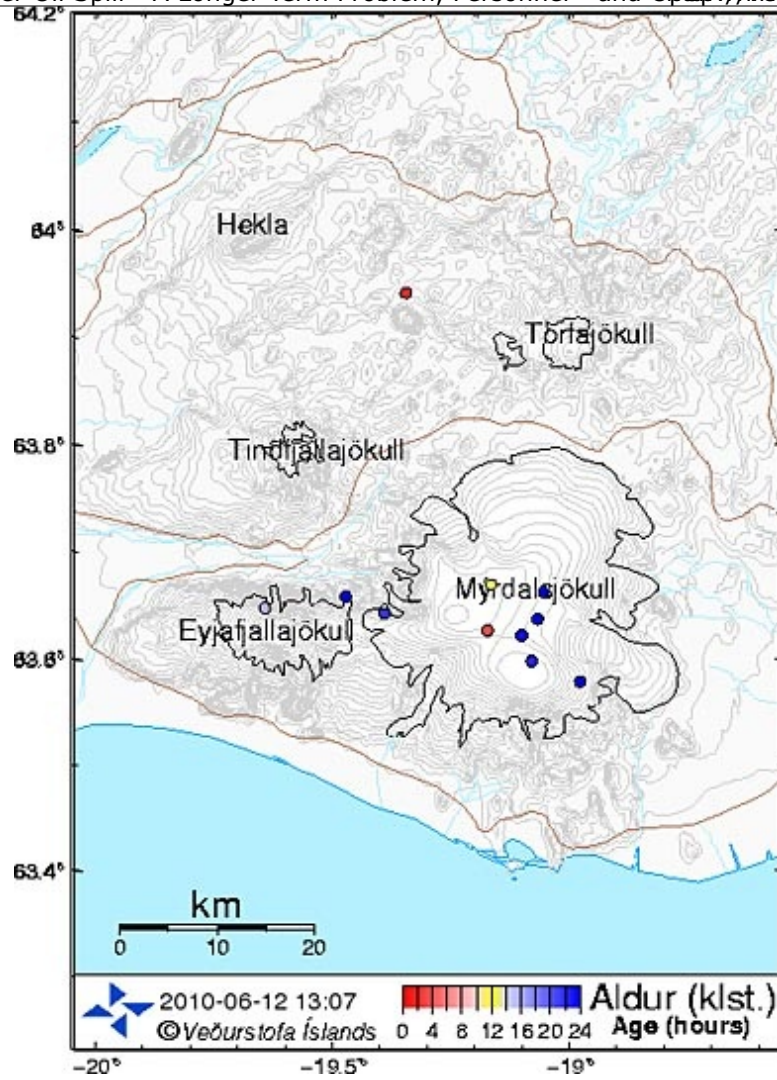 64.2°
Hekla
64°
Torfajökull
63.8°
Tindfjallajökull
Myrdalsjökull
Eyjafjallajökull
63.6°
63.4°
km
0 10 20
2010-06-12 13:07
©Veðurstofa Íslands
Aldur (klst.)
0 4 8 12 16 20 24
Age (hours)
-20° -19.5° -19°